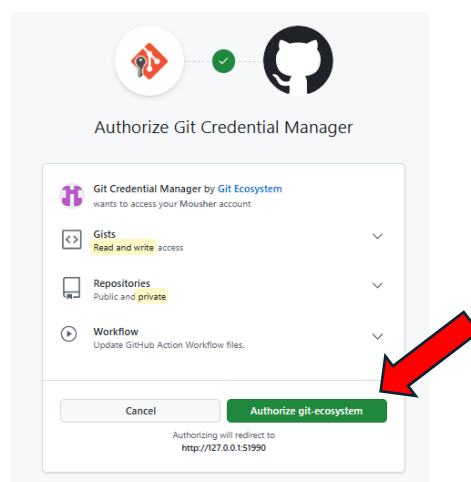 Authorize Git Credential Manager
Git Credential Manager by Git Ecosystem
wants to access your Mousher account
Gists
Read and write access
Repositories
Public and private
Workflow
Update GitHub Action Workflow files.
Cancel
Authorize git-ecosystem
Authorizing will redirect to
http://127.0.0.1:51990